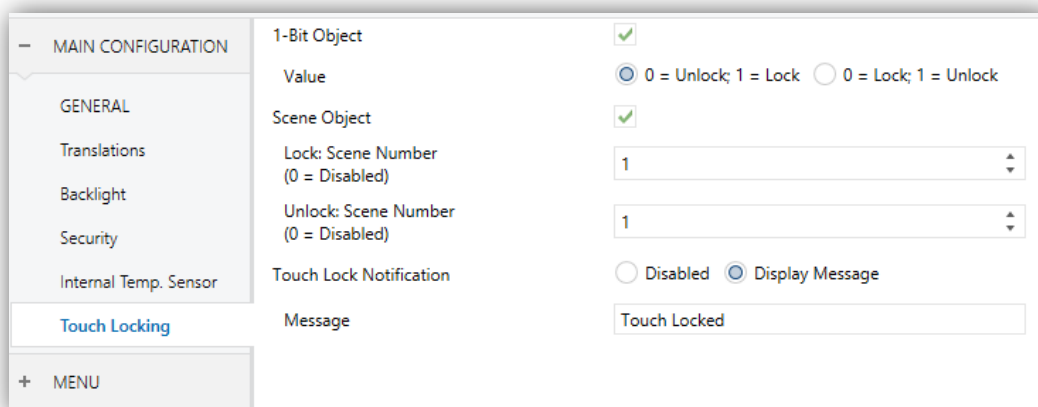 − MAIN CONFIGURATION
GENERAL
Translations
Backlight
Security
Internal Temp. Sensor
Touch Locking
+ MENU
1-Bit Object
Value 0 = Unlock; 1 = Lock 0 = Lock; 1 = Unlock
Scene Object
Lock: Scene Number
(0 = Disabled)
1
Unlock: Scene Number
(0 = Disabled)
1
Touch Lock Notification Disabled Display Message
Message Touch Locked